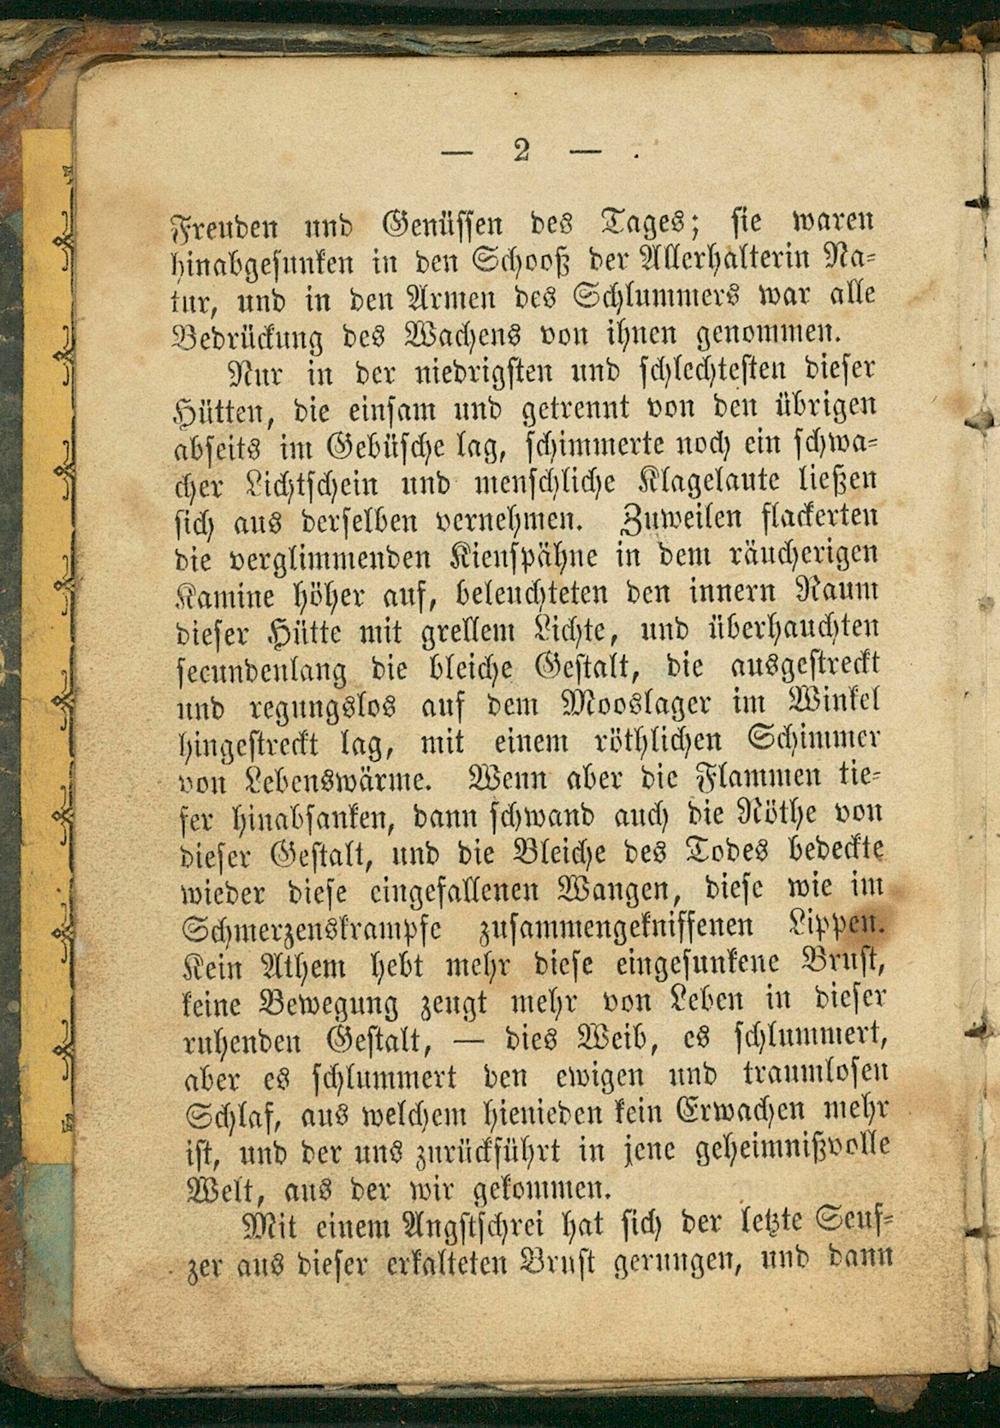 — 2 —
Freuden und Genüssen des Tages; sie waren
hinabgesunken in den Schooß der Allerhalterin Na-
tur, und in den Armen des Schlummers war alle
Bedrückung des Wachens von ihnen genommen.
Nur in der niedrigsten und schlechtesten dieser
Hütten, die einsam und getrennt von den übrigen
abseits im Gebüsche lag, schimmerte noch ein schwa-
cher Lichtschein und menschliche Klagelaute ließen
sich aus derselben vernehmen. Zuweilen flackerten
die verglimmenden Kienspähne in dem räucherigen
Kamine höher auf, beleuchteten den innern Raum
dieser Hütte mit grellem Lichte, und überhauchten
secundenlang die bleiche Gestalt, die ausgestreckt
und regungslos auf dem Mooslager im Winkel
hingestreckt lag, mit einem röthlichen Schimmer
von Lebenswärme. Wenn aber die Flammen tie-
fer hinabsanken, dann schwand auch die Röthe von
dieser Gestalt, und die Bleiche des Todes bedeckte
wieder diese eingefallenen Wangen, diese wie im
Schmerzenskrampfe zusammengekniffenen Lippen.
Kein Athem hebt mehr diese eingesunkene Brust,
keine Bewegung zeugt mehr von Leben in dieser
ruhenden Gestalt, — dies Weib, es schlummert,
aber es schlummert den ewigen und traumlosen
Schlaf, aus welchem hienieden kein Erwachen mehr
ist, und der uns zurückführt in jene geheimnißvolle
Welt, aus der wir gekommen.
Mit einem Angstschrei hat sich der letzte Seuf-
zer aus dieser erkalteten Brust gerungen, und dann